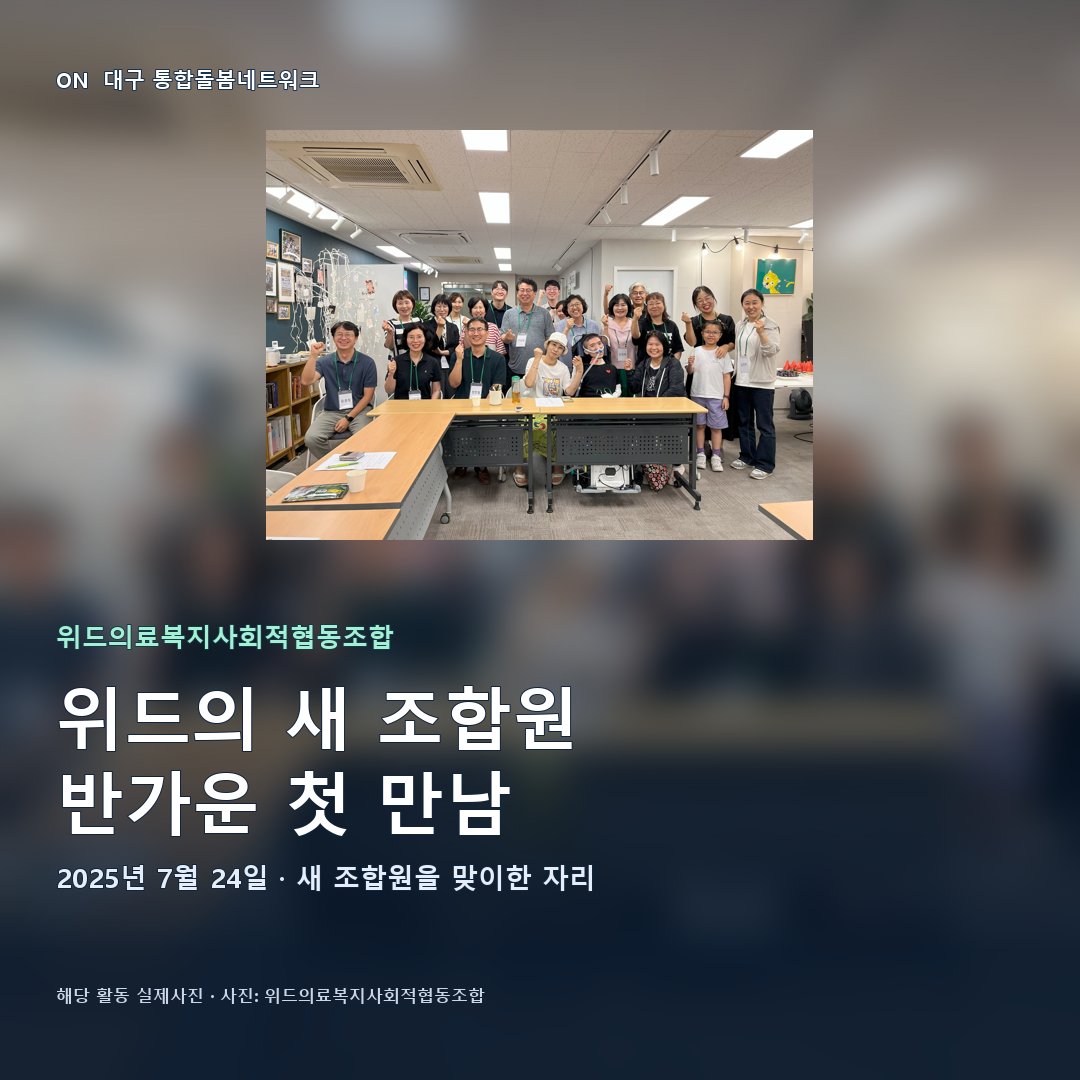 ON 대구 통합돌봄네트워크
위드의료복지사회적협동조합
위드의 새 조합원
반가운 첫 만남
2025년 7월 24일 · 새 조합원을 맞이한 자리
해당 활동 실제사진 · 사진: 위드의료복지사회적협동조합